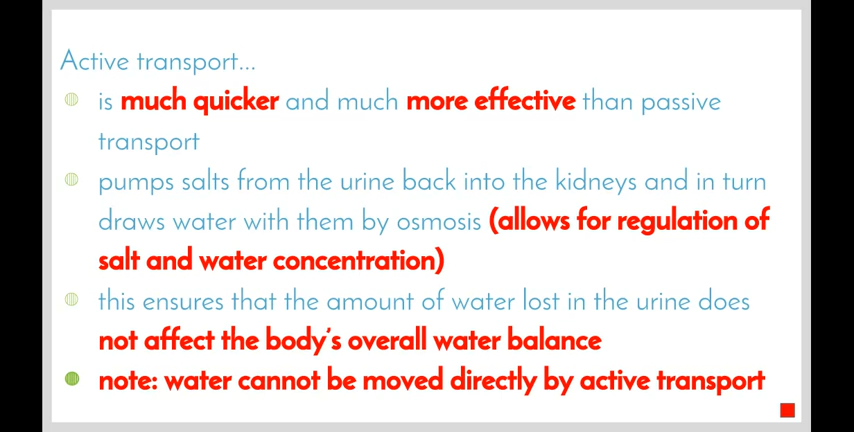 Active transport...
is much quicker and much more effective than passive
transport
pumps salts from the urine back into the kidneys and in turn
draws water with them by osmosis (allows for regulation of
salt and water concentration)
this ensures that the amount of water lost in the urine does
not affect the body's overall water balance
note: water cannot be moved directly by active transport